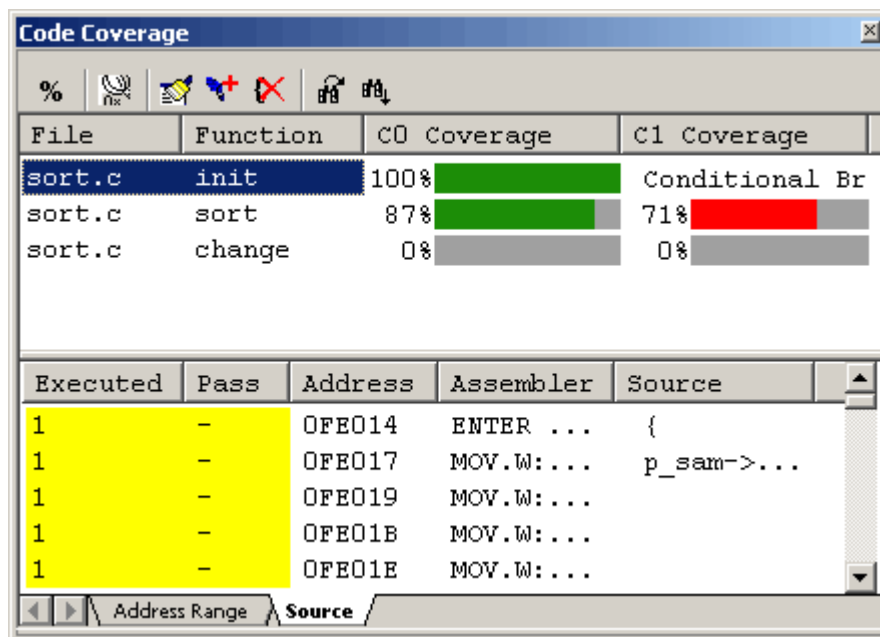 Code Coverage
%
File Function C0 Coverage C1 Coverage
sort.c init 100% Conditional Br
sort.c sort 87% 71%
sort.c change 0% 0%
Executed Pass Address Assembler Source
1 - 0FE014 ENTER ... {
1 - 0FE017 MOV.W:... p_sam->...
1 - 0FE019 MOV.W:...
1 - 0FE01B MOV.W:...
1 - 0FE01E MOV.W:...
Address Range Source